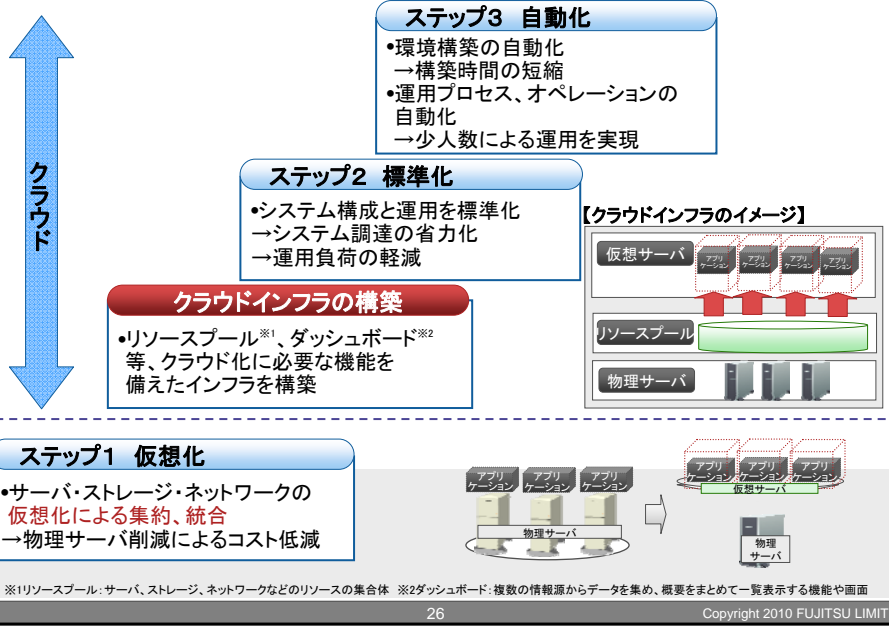 ステップ3 自動化
•環境構築の自動化
→構築時間の短縮
•運用プロセス、オペレーションの
自動化
→少人数による運用を実現
クラウド
ステップ2 標準化
•システム構成と運用を標準化
→システム調達の省力化
→運用負荷の軽減
【クラウドインフラのイメージ】
仮想サーバ
アプリ
ケーション
アプリ
ケーション
アプリ
ケーション
アプリ
ケーション
リソースプール
物理サーバ
クラウドインフラの構築
•リソースプール※1、ダッシュボード※2
等、クラウド化に必要な機能を
備えたインフラを構築
ステップ1 仮想化
•サーバ・ストレージ・ネットワークの
仮想化による集約、統合
→物理サーバ削減によるコスト低減
アプリ
ケーション
アプリ
ケーション
アプリ
ケーション
物理サーバ
アプリ
ケーション
アプリ
ケーション
アプリ
ケーション
仮想サーバ
物理
サーバ
※1リソースプール:サーバ、ストレージ、ネットワークなどのリソースの集合体 ※2ダッシュボード:複数の情報源からデータを集め、概要をまとめて一覧表示する機能や画面
26
Copyright 2010 FUJITSU LIMIT